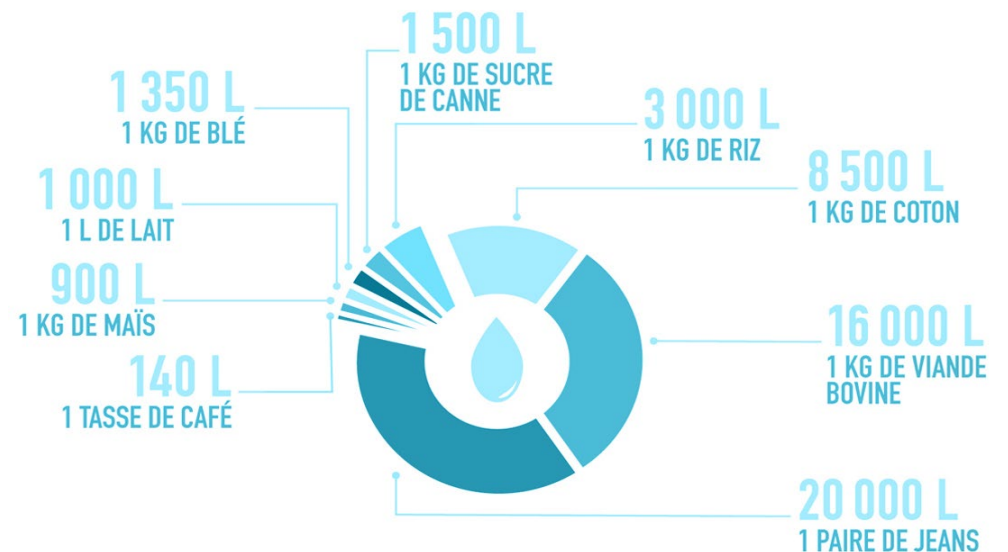 1 500 L
1 KG DE SUCRE
DE CANNE
1 350 L
1 KG DE BLÉ
3 000 L
1 KG DE RIZ
1 000 L
1 L DE LAIT
8 500 L
1 KG DE COTON
900 L
1 KG DE MAÏS
16 000 L
1 KG DE VIANDE
BOVINE
140 L
1 TASSE DE CAFÉ
20 000 L
1 PAIRE DE JEANS